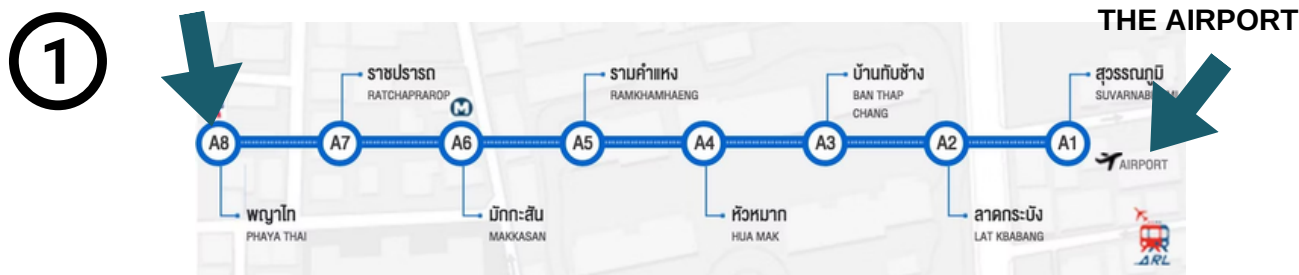 THE AIRPORT
1
ราชปรารถ
RATCHAPRAROP
M
รามคำแหง
RAMKHAMHAENG
บ้านทับช้าง
BAN THAP
CHANG
สุวรรณภูมิ
A8
A7
A6
A5
A4
A3
A2
A1
AIRPORT
พญาไท
PHAYA THAI
มักกะสัน
MAKKASAN
หัวหมาก
HUA MAK
ลาดกระบัง
LAT KBABANG
ARL